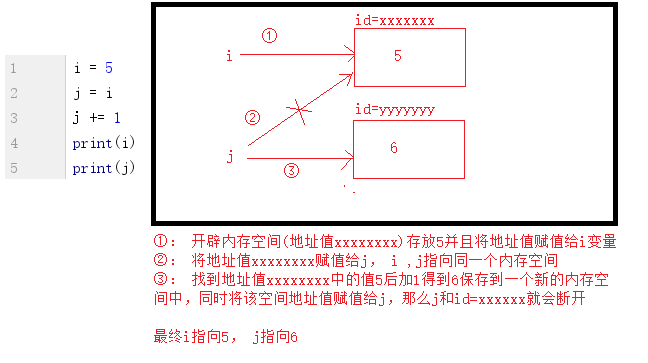 1 i = 5
2 j = i
3 j += 1
4 print(i)
5 print(j)
id=xxxxxxx
①
i
5
②
id=yyyyyyy
j
6
③
①： 开辟内存空间(地址值xxxxxxxx)存放5并且将地址值赋值给i变量
②： 将地址值xxxxxxxx赋值给j， i ,j指向同一个内存空间
③： 找到地址值xxxxxxxx中的值5后加1得到6保存到一个新的内存空
间中，同时将该空间地址值赋值给j，那么j和id=xxxxxx就会断开
最终i指向5， j指向6